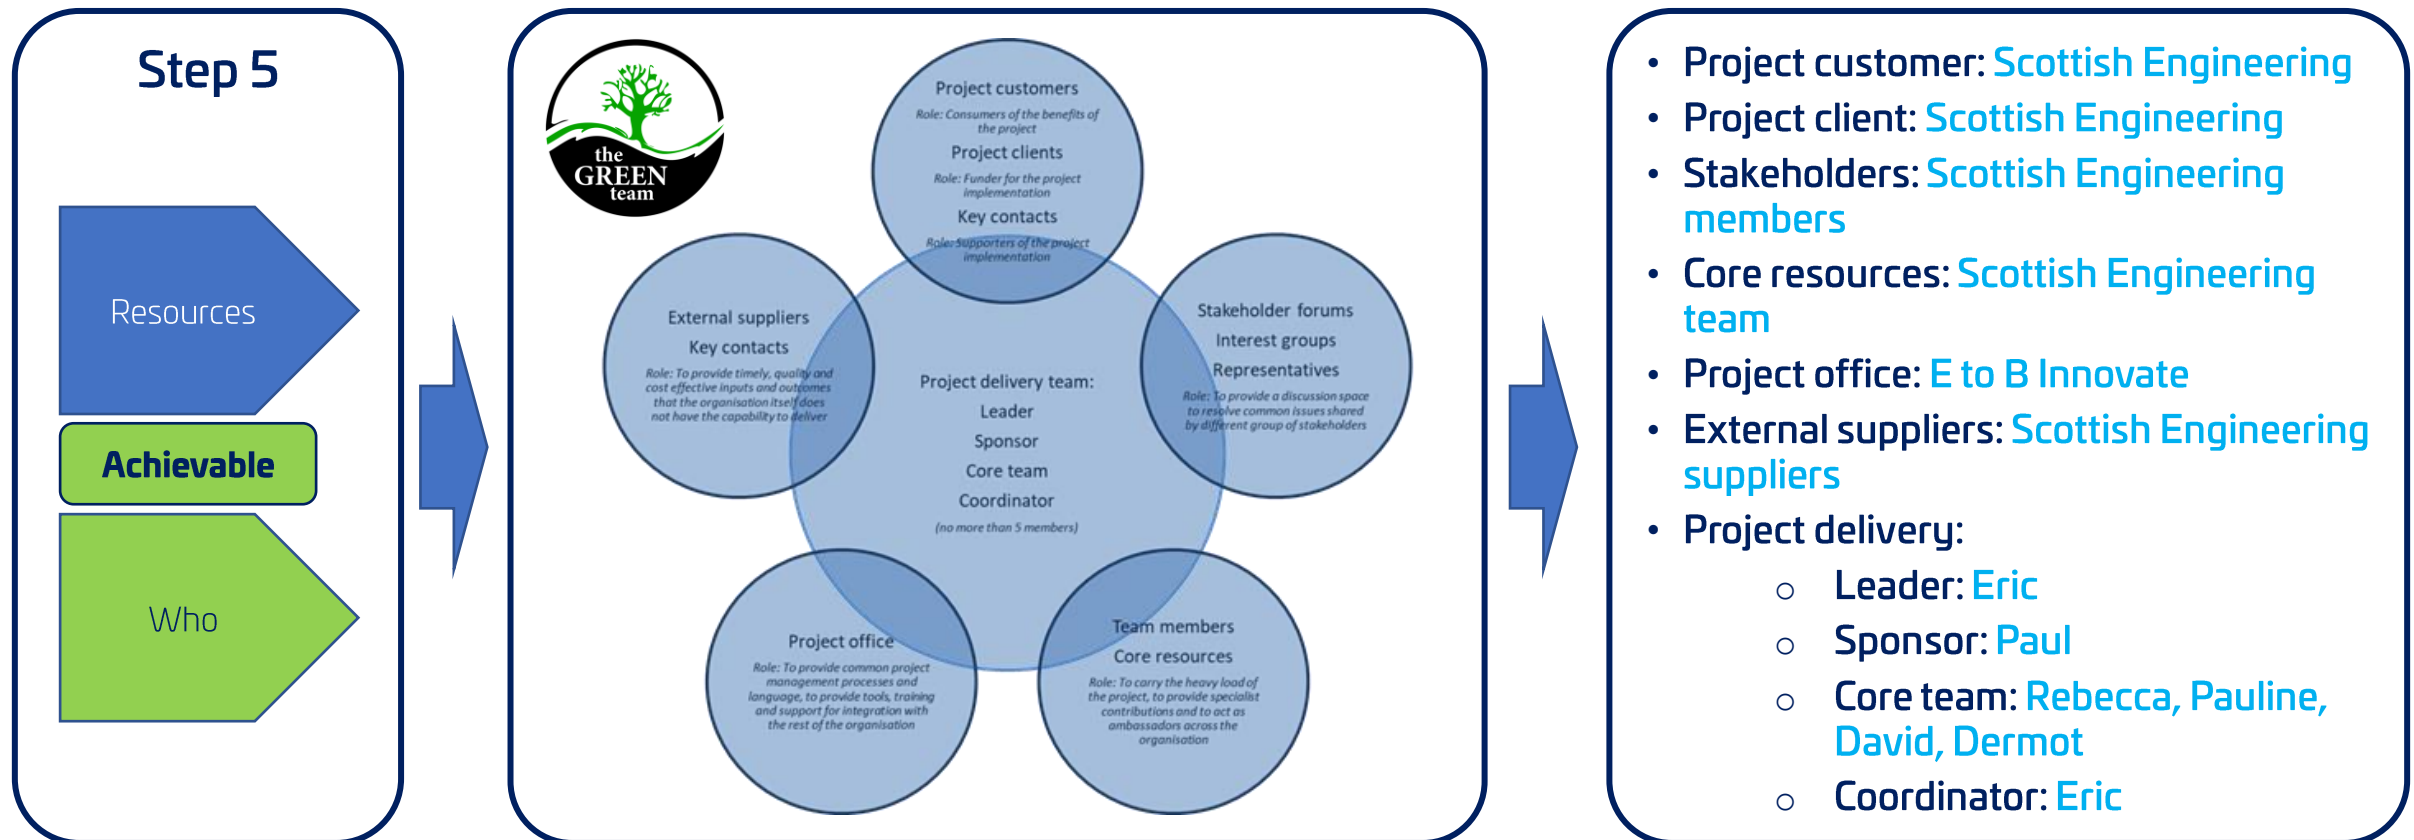 Step 5
Resources
Achievable
Who
the
GREEN
team
Project customers
Role: Consumers of the benefits of
the project
Project clients
Role: Funder for the project
implementation
Key contacts
Role: Supporters of the project
implementation
External suppliers
Key contacts
Role: To provide timely, quality and
cost effective inputs and outcomes
that the organisation itself does
not have the capability to deliver
Stakeholder forums
Interest groups
Representatives
Role: To provide a discussion space
to resolve common issues shared
by different group of stakeholders
Project delivery team:
Leader
Sponsor
Core team
Coordinator
(no more than 5 members)
Project office
Role: To provide common project
management processes and
language, to provide tools, training
and support for integration with
the rest of the organisation
Team members
Core resources
Role: To carry the heavy load of
the project, to provide specialist
contributions and to act as
ambassadors across the
organisation
• Project customer: Scottish Engineering
• Project client: Scottish Engineering
• Stakeholders: Scottish Engineering
members
• Core resources: Scottish Engineering
team
• Project office: E to B Innovate
• External suppliers: Scottish Engineering
suppliers
• Project delivery:
o Leader: Eric
o Sponsor: Paul
o Core team: Rebecca, Pauline,
David, Dermot
o Coordinator: Eric